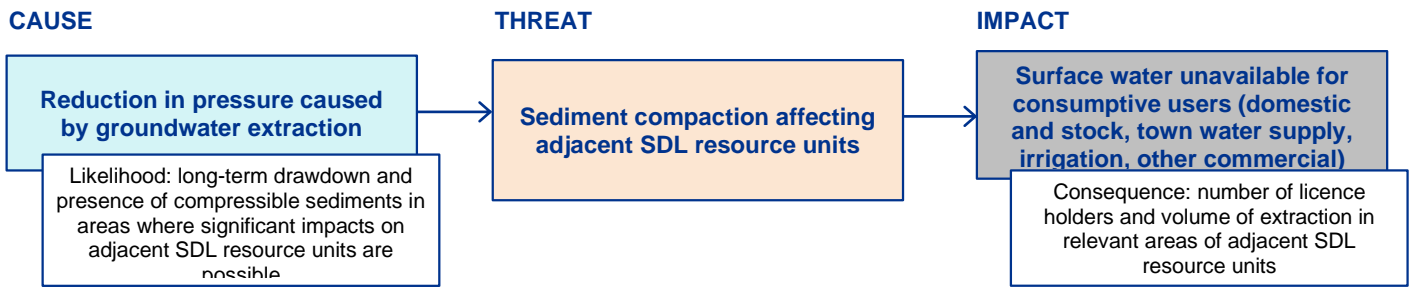 CAUSE
THREAT
IMPACT
Reduction in pressure caused
by groundwater extraction
Likelihood: long-term drawdown and
presence of compressible sediments in
areas where significant impacts on
adjacent SDL resource units are
possible
Sediment compaction affecting
adjacent SDL resource units
Surface water unavailable for
consumptive users (domestic
and stock, town water supply,
irrigation, other commercial)
Consequence: number of licence
holders and volume of extraction in
relevant areas of adjacent SDL
resource units